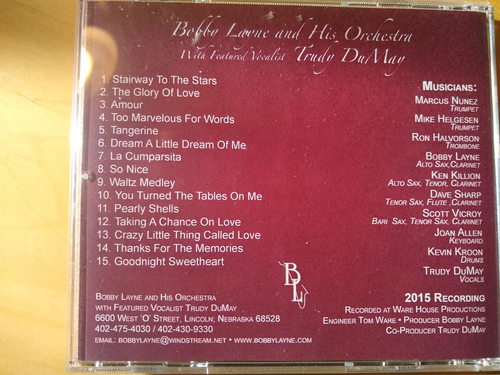 Bobby Layne and His Orchestra
With Featured Vocalist Trudy DuMay
1. Stairway To The Stars
2. The Glory Of Love
3. Amour
4. Too Marvelous For Words
5. Tangerine
6. Dream A Little Dream Of Me
7. La Cumparsita
8. So Nice
9. Waltz Medley
10. You Turned The Tables On Me
11. Pearly Shells
12. Taking A Chance On Love
13. Crazy Little Thing Called Love
14. Thanks For The Memories
15. Goodnight Sweetheart
MUSICIANS:
MARCUS NUNEZ
TRUMPET
MIKE HELGESEN
TRUMPET
RON HALVORSON
TROMBONE
BOBBY LAYNE
ALTO SAX, CLARINET
KEN KILLION
ALTO SAX, TENOR, CLARINET
DAVE SHARP
TENOR SAX, FLUTE, CLARINET
SCOTT VICROY
BARI SAX, TENOR SAX, CLARINET
JOAN ALLEN
KEYBOARD
KEVIN KROON
DRUMS
TRUDY DUMAY
VOCALS
BL
BOBBY LAYNE AND HIS ORCHESTRA
WITH FEATURED VOCALIST TRUDY DUMAY
6600 WEST 'O' STREET, LINCOLN, NEBRASKA 68528
402-475-4030 / 402-430-9330
EMAIL: BOBBYLAYNE@WINDSTREAM.NET • WWW.BOBBYLAYNE.COM
2015 RECORDING
RECORDED AT WARE HOUSE PRODUCTIONS
ENGINEER TOM WARE • PRODUCER BOBBY LAYNE
CO-PRODUCER TRUDY DUMAY